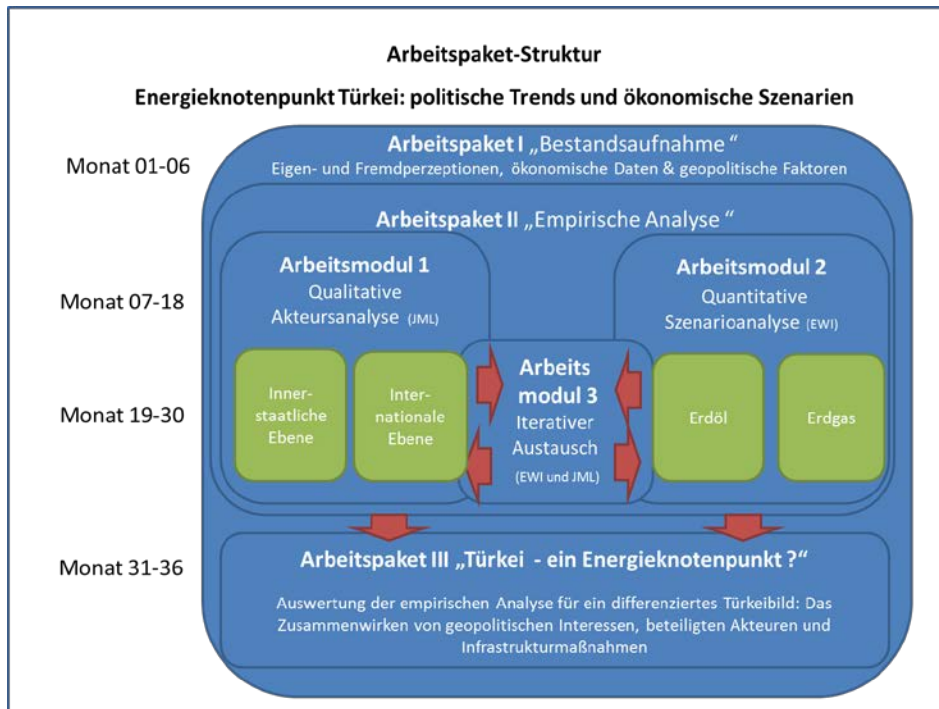 Arbeitspaket-Struktur
Energieknotenpunkt Türkei: politische Trends und ökonomische Szenarien
Monat 01-06
Arbeitspaket I „Bestandsaufnahme “
Eigen- und Fremdperzeptionen, ökonomische Daten & geopolitische Faktoren
Arbeitspaket II „Empirische Analyse “
Monat 07-18
Arbeitsmodul 1
Qualitative
Akteursanalyse (JML)
Arbeitsmodul 2
Quantitative
Szenarioanalyse (EWI)
Monat 19-30
Inner-
staatliche
Ebene
Inter-
nationale
Ebene
Arbeits
modul 3
Iterativer
Austausch
(EWI und JML)
Erdöl
Erdgas
Monat 31-36
Arbeitspaket III „Türkei - ein Energieknotenpunkt ?“
Auswertung der empirischen Analyse für ein differenziertes Türkeibild: Das
Zusammenwirken von geopolitischen Interessen, beteiligten Akteuren und
Infrastrukturmaßnahmen